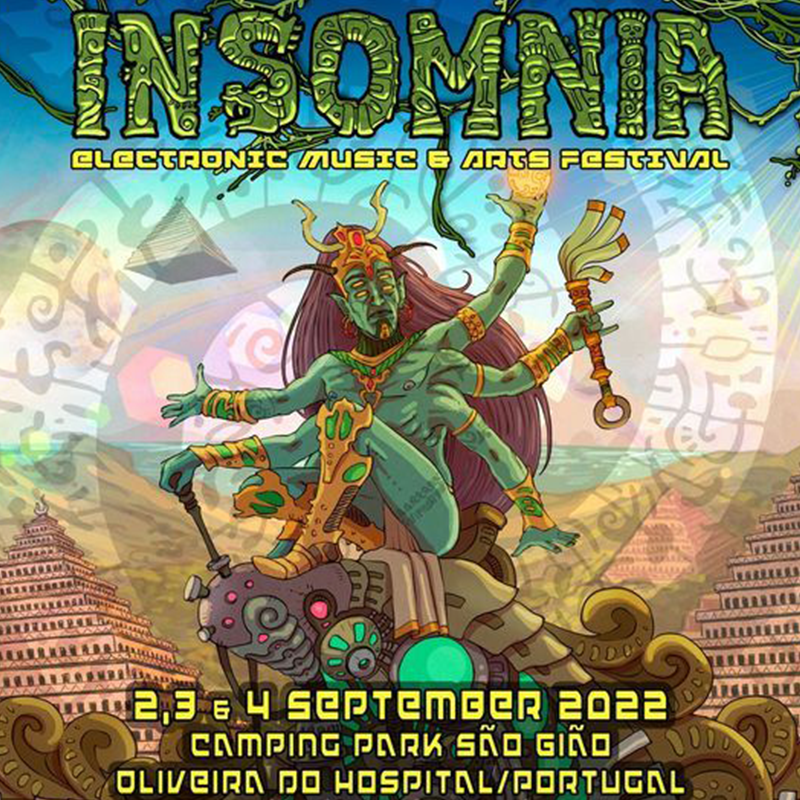 INSOMNIA
ELECTRONIC MUSIC & ARTS FESTIVAL
2,3 & 4 SEPTEMBER 2022
CAMPING PARK SÃO GIÃO
OLIVEIRA DO HOSPITAL/PORTUGAL